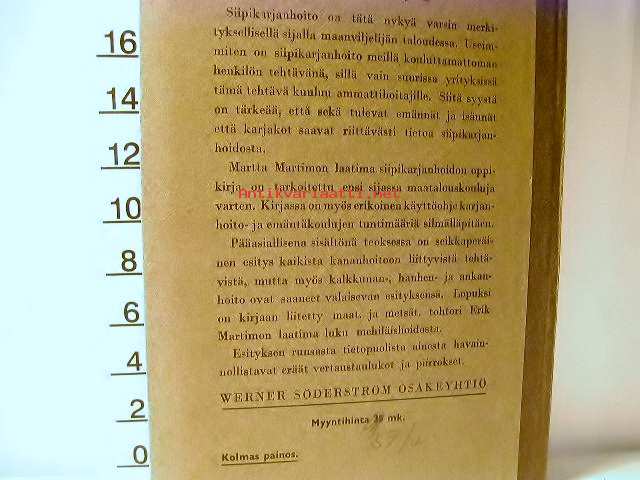 Siipikarjanhoito on tätä nykyä varsin merki-
tyksellisellä sijalla maanviljelijän taloudessa. Useim-
miten on siipikarjanhoito meillä kouluttamattoman
henkilön tehtävänä, sillä vain suurissa yrityksissä
tämä tehtävä kuuluu ammattihoitajille. Siitä syystä
on tärkeää, että sekä tulevat emännät ja isännät
että karjakot saavat riittävästi tietoa siipikarjan-
hoidosta.
Martta Martimon laatima siipikarjanhoidon oppi-
kirja on tarkoitettu ensi sijassa maatalouskouluja
varten. Kirjassa on myös erikoinen käyttöohje karjan-
hoito- ja emäntäkoulujen tuntimääriä silmälläpitäen.
Pääasiallisena sisältönä teoksessa on seikkaperäi-
nen esitys kaikista kananhoitoon liittyvistä tehtä-
vistä, mutta myös kalkkunan-, hanhen- ja ankan-
hoito ovat saaneet valaisevan esityksensä. Lopuksi
on kirjaan liitetty maat. ja metsät. tohtori Erik
Martimon laatima luku mehiläishoidosta.
Esityksen runsasta tietopuolista ainesta havain-
nollistavat eräät vertaustaulukot ja piirrokset.
WERNER SÖDERSTRÖM OSAKEYHTIÖ
Myyntihinta mk.
Kolmas painos.
Antikvariaatti.net
16
14
12
10
8
6
4
2
0